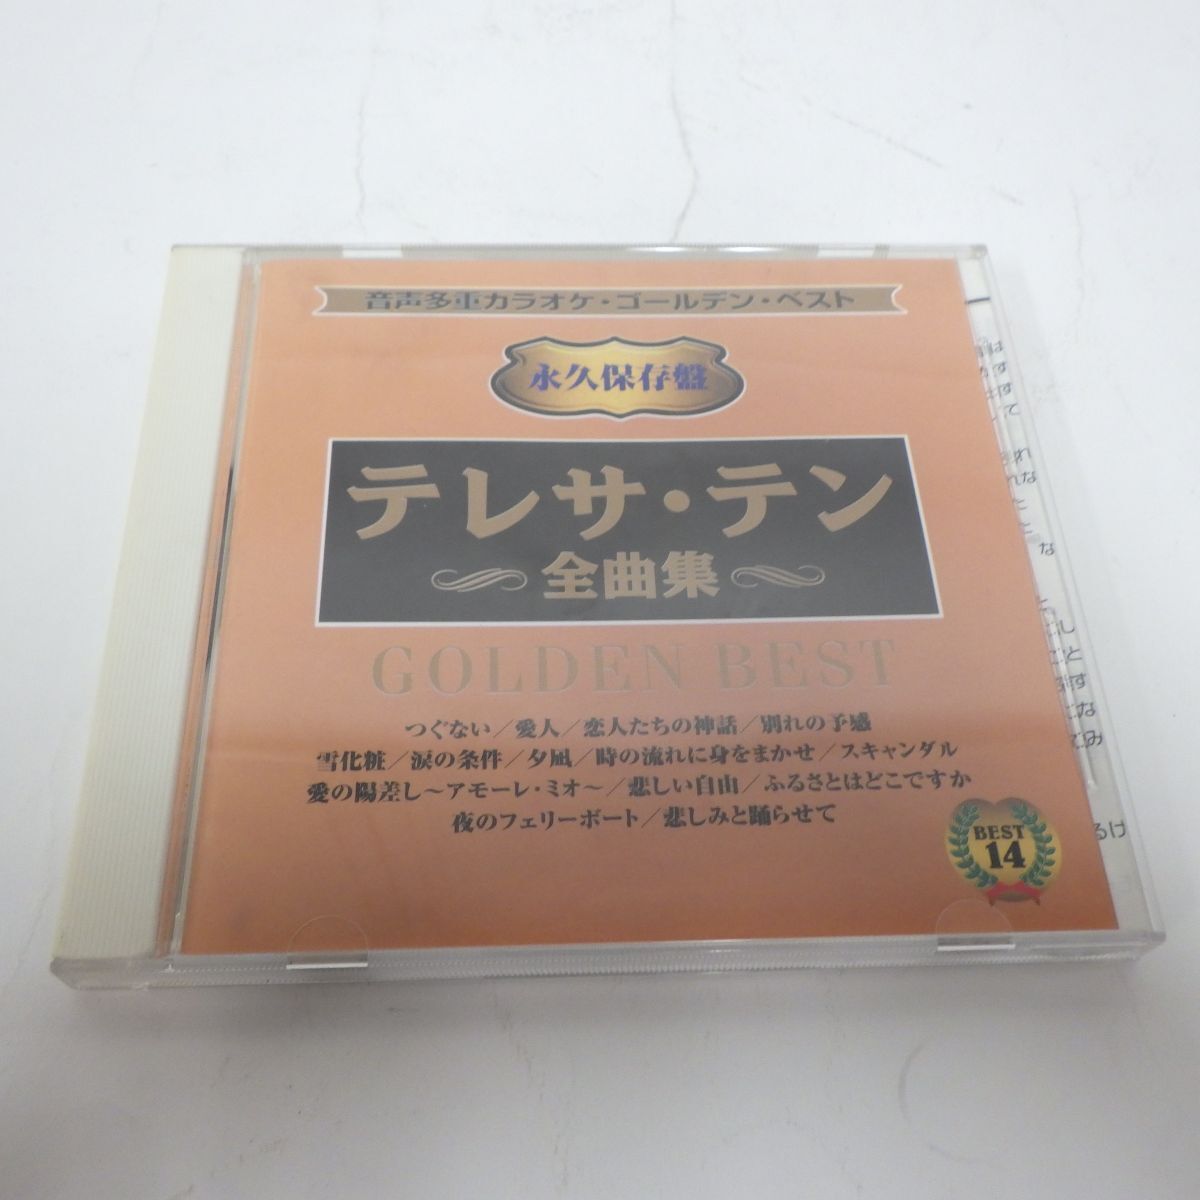 音声多重カラオケ・ゴールデン・ベスト
永久保存盤
テレサ・テン
全曲集
GOLDEN BEST
つぐない／愛人／恋人たちの神話／別れの予感
雪化粧／涙の条件／夕凪／時の流れに身をまかせ／スキャンダル
愛の陽差し〜アモーレ・ミオ〜／悲しい自由／ふるさとはどこですか
夜のフェリーボート／悲しみと踊らせて
BEST
14